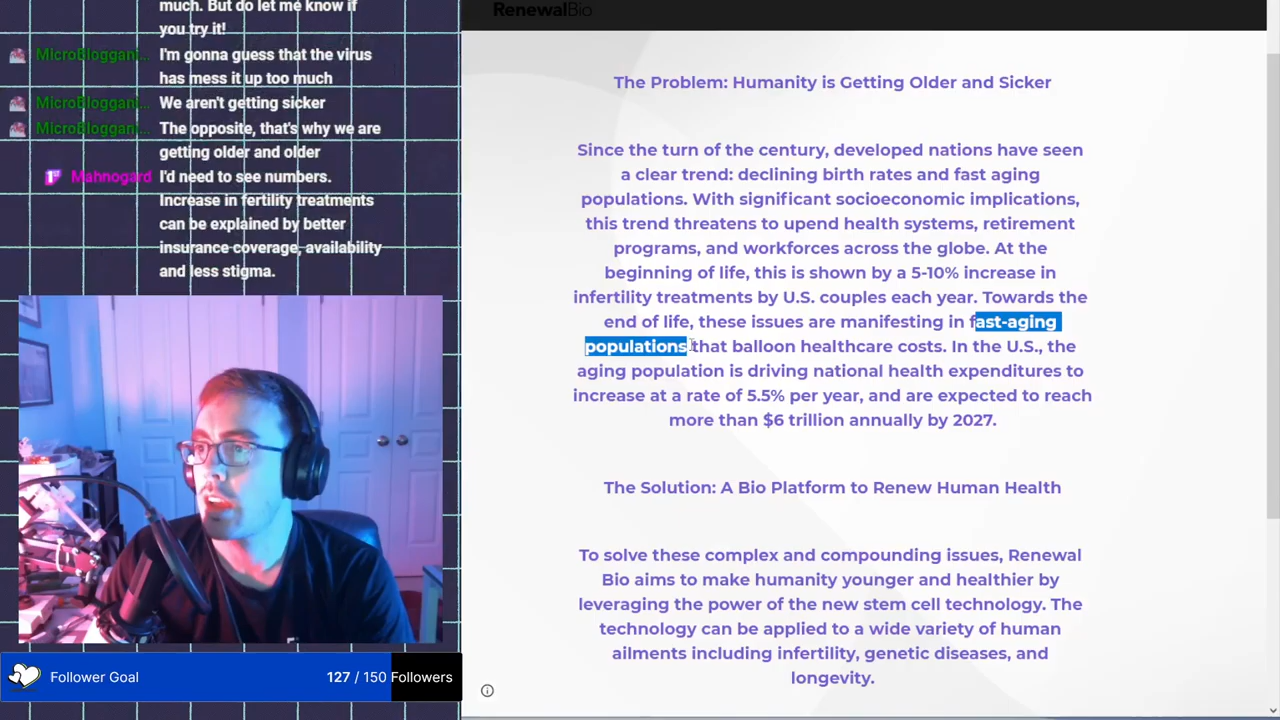 much. But do let me know if
you try it!
MicroBloggani... I'm gonna guess that the virus
has mess it up too much
MicroBloggani... We aren't getting sicker
MicroBloggani... The opposite, that's why we are
getting older and older
Mahnogard I'd need to see numbers.
Increase in fertility treatments
can be explained by better
insurance coverage, availability
and less stigma.
Follower Goal 127 / 150 Followers
RenewalBio
The Problem: Humanity is Getting Older and Sicker
Since the turn of the century, developed nations have seen
a clear trend: declining birth rates and fast aging
populations. With significant socioeconomic implications,
this trend threatens to upend health systems, retirement
programs, and workforces across the globe. At the
beginning of life, this is shown by a 5-10% increase in
infertility treatments by U.S. couples each year. Towards the
end of life, these issues are manifesting in fast-aging
populations that balloon healthcare costs. In the U.S., the
aging population is driving national health expenditures to
increase at a rate of 5.5% per year, and are expected to reach
more than $6 trillion annually by 2027.
The Solution: A Bio Platform to Renew Human Health
To solve these complex and compounding issues, Renewal
Bio aims to make humanity younger and healthier by
leveraging the power of the new stem cell technology. The
technology can be applied to a wide variety of human
ailments including infertility, genetic diseases, and
longevity.